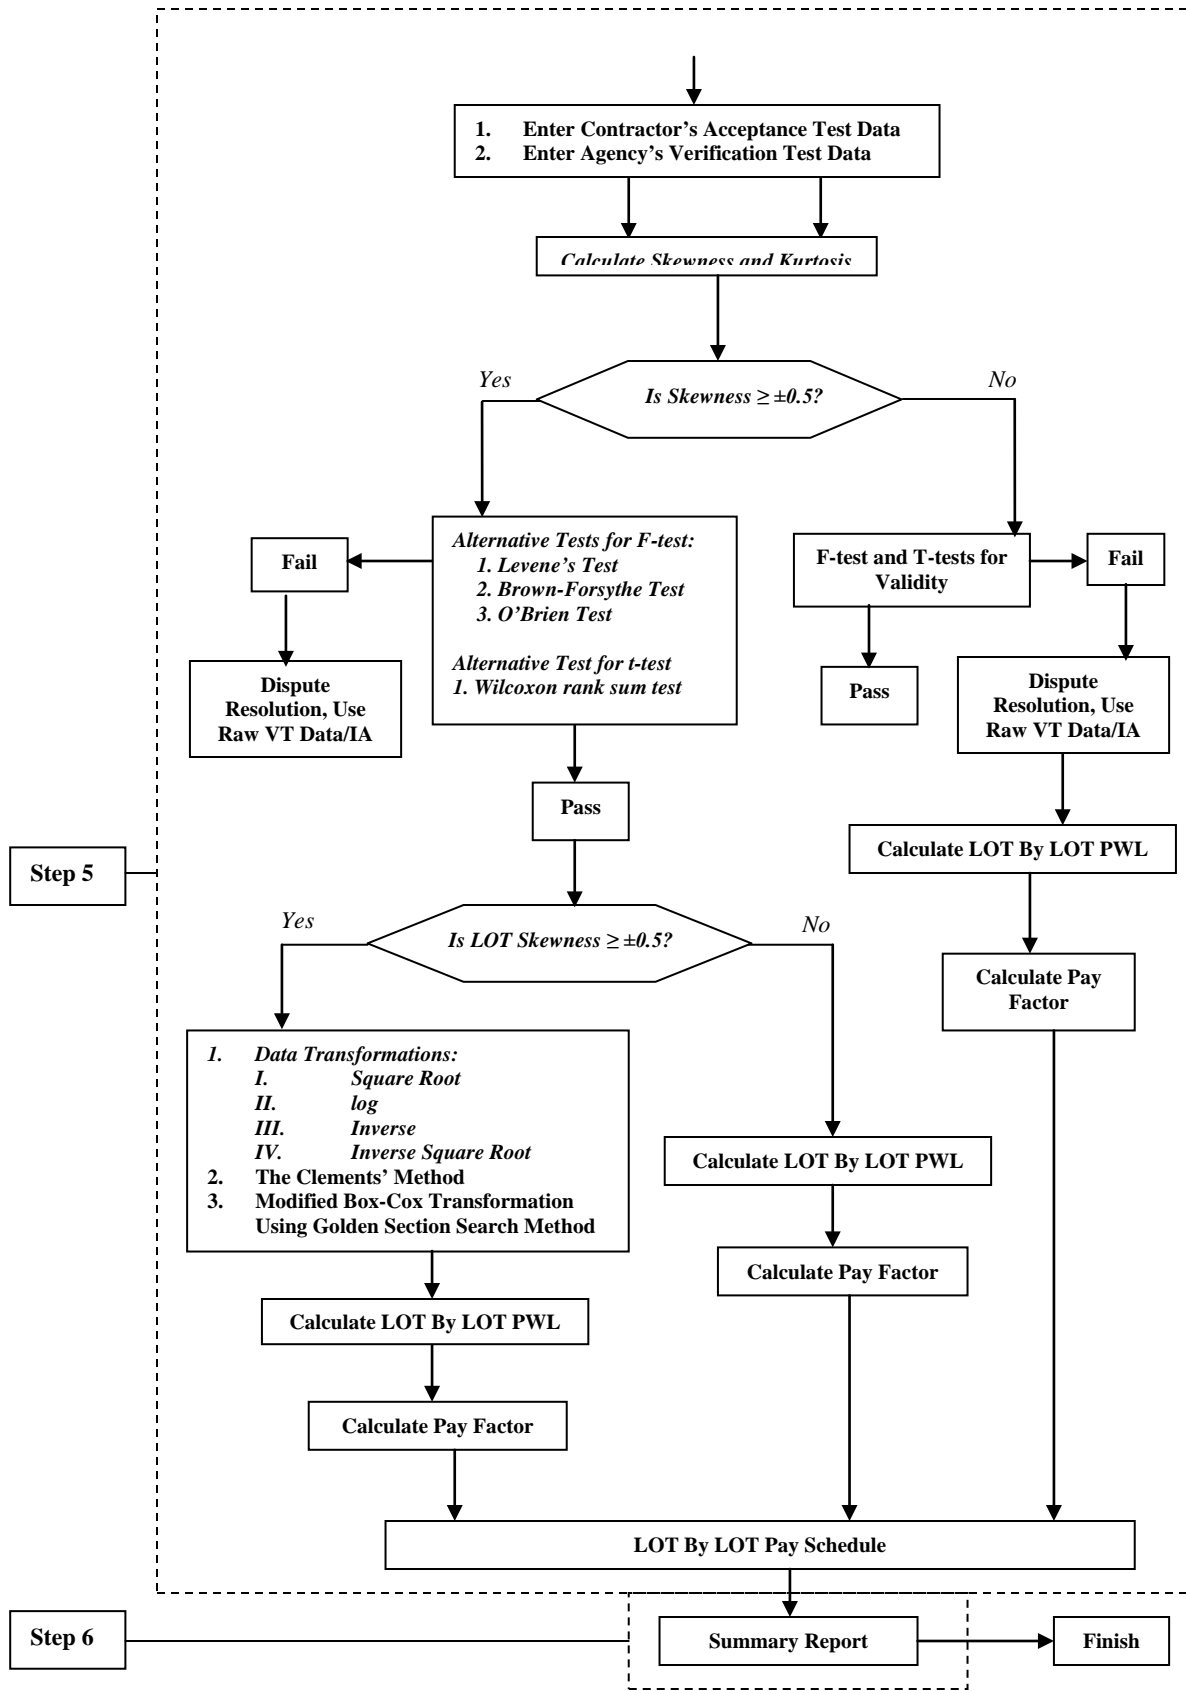 1. Enter Contractor's Acceptance Test Data
2. Enter Agency's Verification Test Data
Calculate Skewness and Kurtosis
Yes
Is Skewness ≥ ±0.5?
No
Fail
Dispute
Resolution, Use
Raw VT Data/IA
Alternative Tests for F-test:
1. Levene's Test
2. Brown-Forsythe Test
3. O'Brien Test
Alternative Test for t-test
1. Wilcoxon rank sum test
F-test and T-tests for
Validity
Fail
Pass
Dispute
Resolution, Use
Raw VT Data/IA
Pass
Calculate LOT By LOT PWL
Calculate Pay
Factor
Step 5
Yes
Is LOT Skewness ≥ ±0.5?
No
1. Data Transformations:
I. Square Root
II. log
III. Inverse
IV. Inverse Square Root
2. The Clements' Method
3. Modified Box-Cox Transformation
Using Golden Section Search Method
Calculate LOT By LOT PWL
Calculate Pay Factor
Calculate LOT By LOT PWL
Calculate Pay Factor
LOT By LOT Pay Schedule
Step 6
Summary Report
Finish